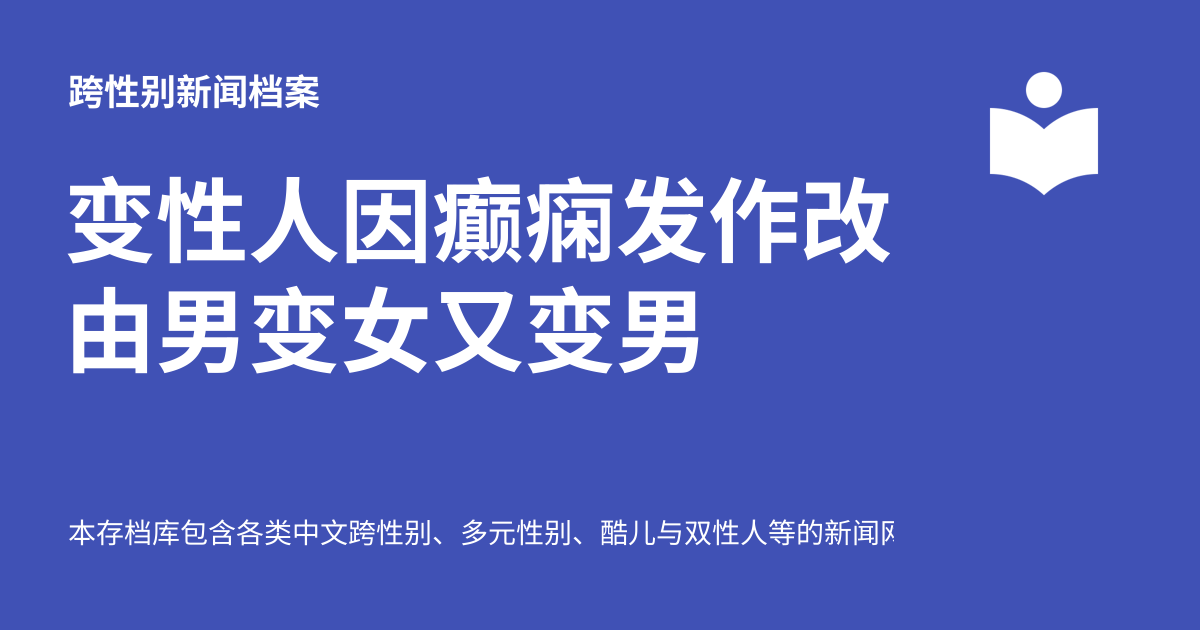 跨性别新闻档案
变性人因癫痫发作改
由男变女又变男
本存档库包含各类中文跨性别、多元性别、酷儿与双性人等的新闻